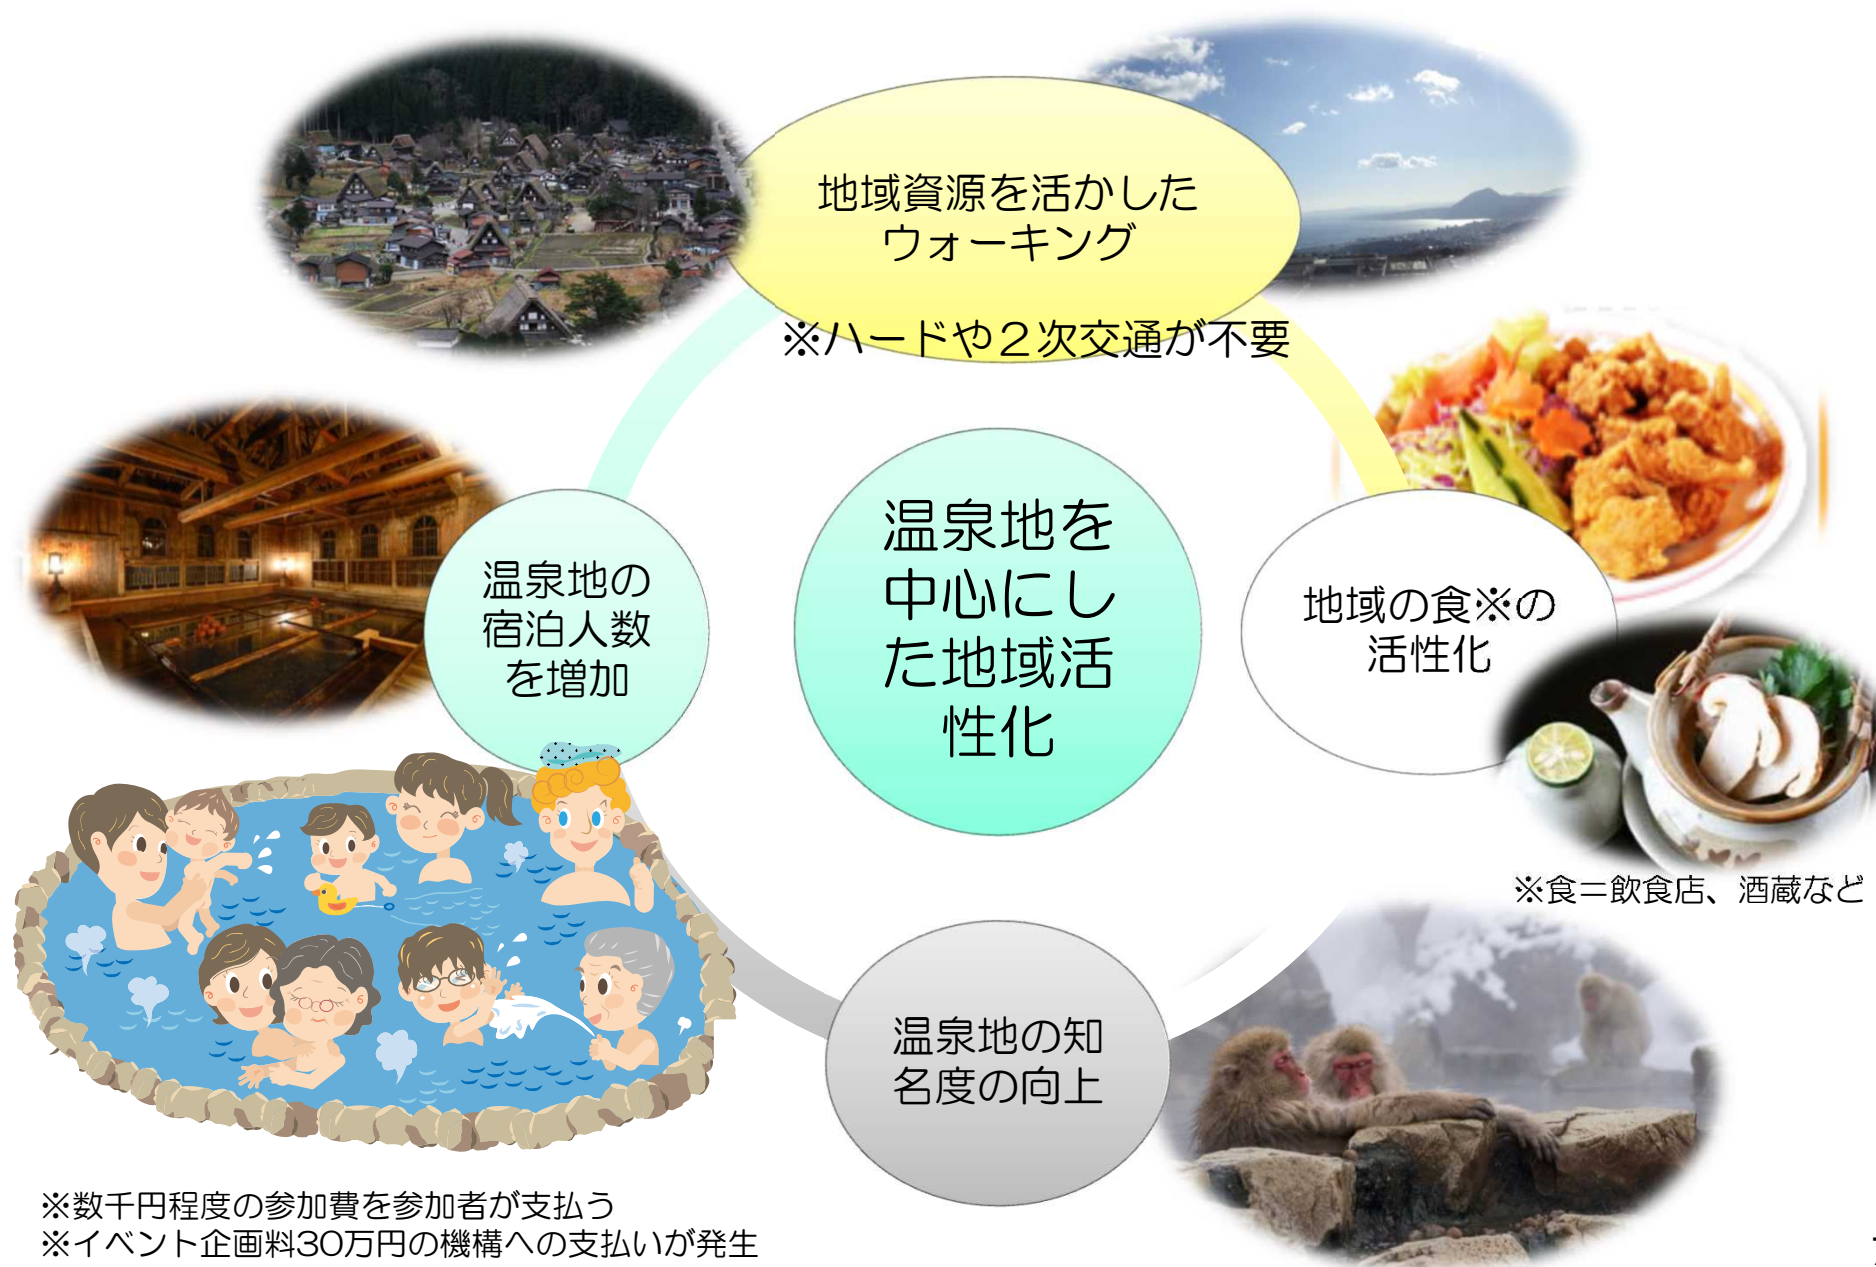 地域資源を活かした
ウォーキング
※ハードや２次交通が不要
温泉地を
中心にし
た地域活
性化
温泉地の
宿泊人数
を増加
地域の食※の
活性化
※食＝飲食店、酒蔵など
温泉地の知
名度の向上
※数千円程度の参加費を参加者が支払う
※イベント企画料30万円の機構への支払いが発生